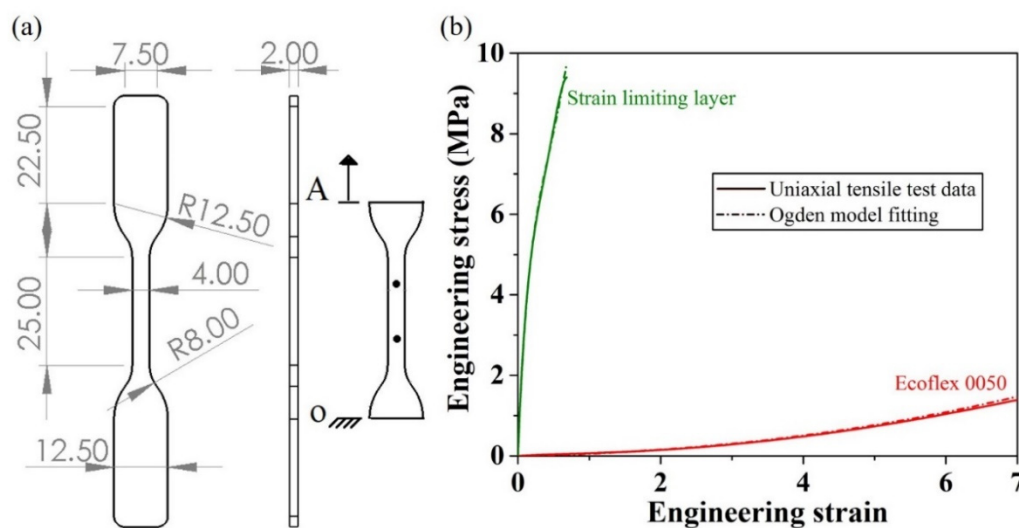 (a)
7.50
2.00
22.50
R12.50
A
4.00
25.00
R8.00
o
12.50
(b)
10
8
6
4
2
0
Engineering stress (MPa)
Strain limiting layer
Uniaxial tensile test data
Ogden model fitting
Ecoflex 0050
0
2
4
6
7
Engineering strain